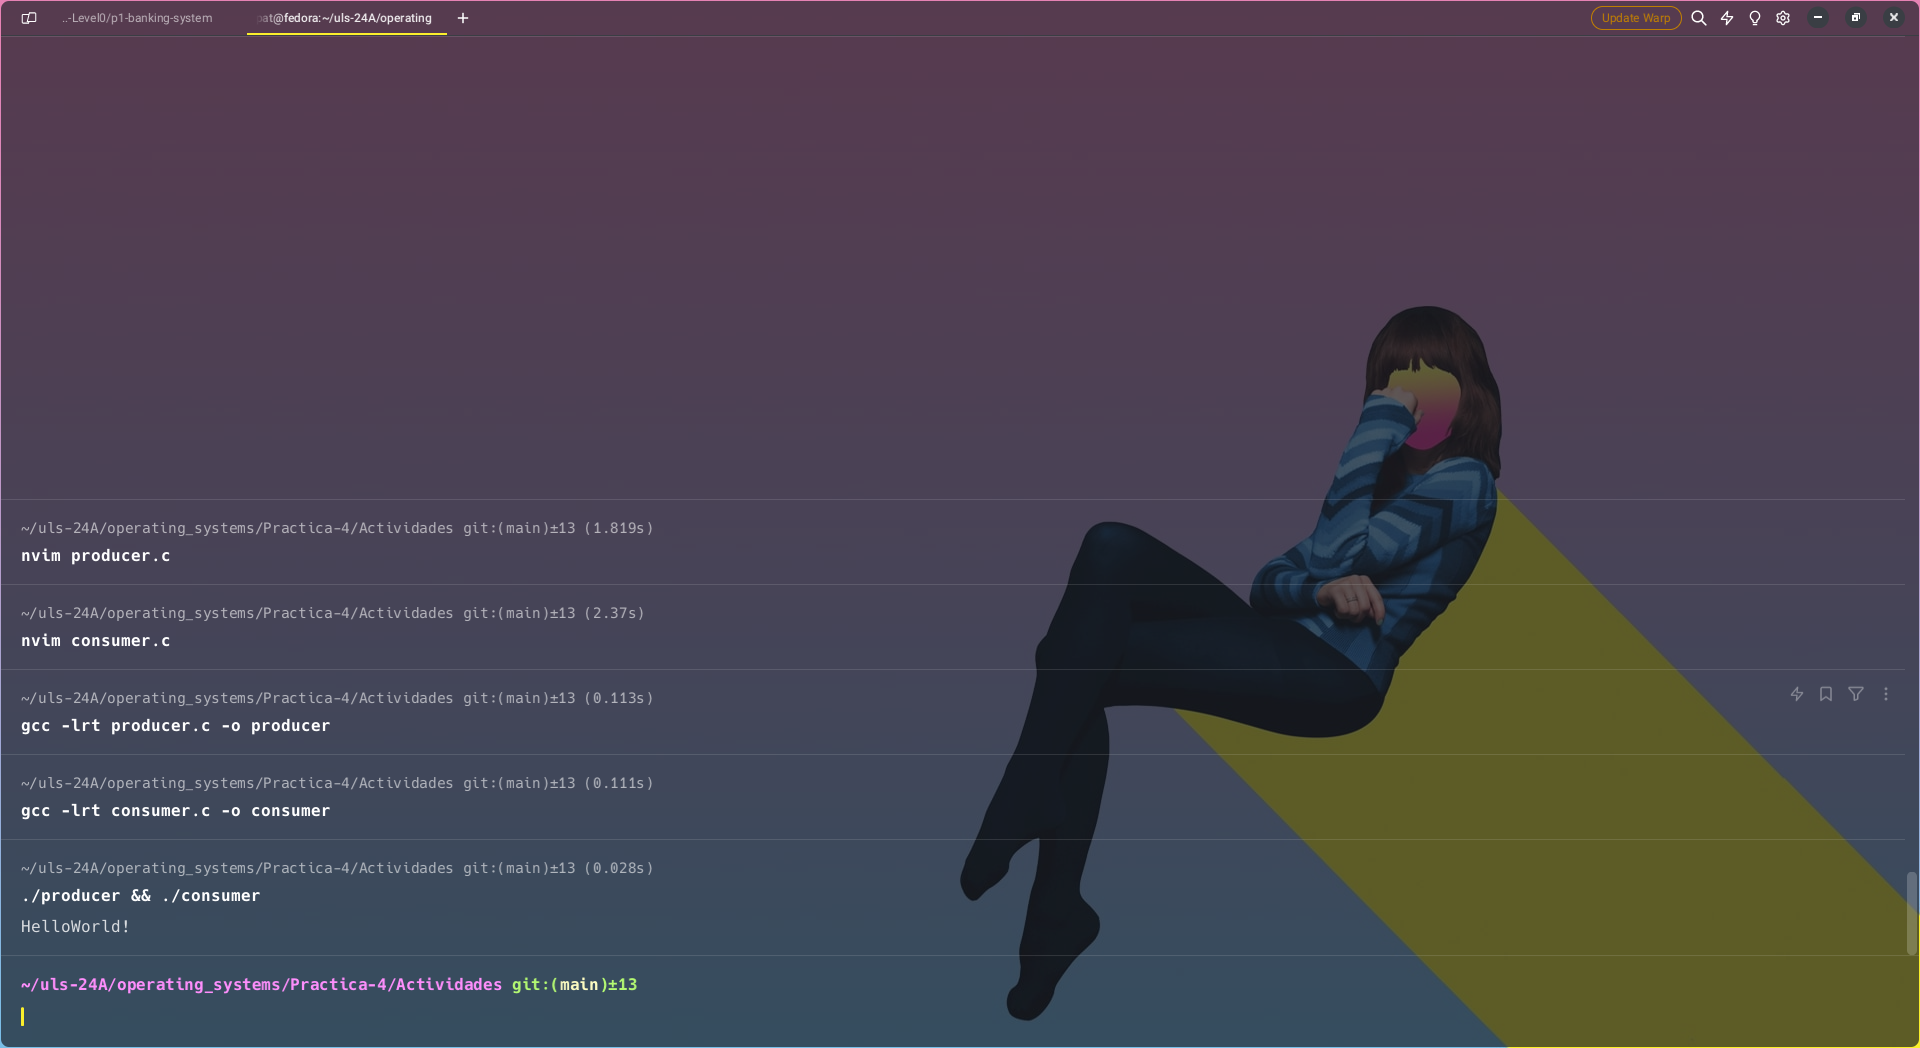 ..-Level0/p1-banking-system
pat@fedora:~/uls-24A/operating
Update Warp
~/uls-24A/operating_systems/Practica-4/Actividades git:(main)±13 (1.819s)
nvim producer.c
~/uls-24A/operating_systems/Practica-4/Actividades git:(main)±13 (2.37s)
nvim consumer.c
~/uls-24A/operating_systems/Practica-4/Actividades git:(main)±13 (0.113s)
gcc -lrt producer.c -o producer
~/uls-24A/operating_systems/Practica-4/Actividades git:(main)±13 (0.111s)
gcc -lrt consumer.c -o consumer
~/uls-24A/operating_systems/Practica-4/Actividades git:(main)±13 (0.028s)
./producer && ./consumer
HelloWorld!
~/uls-24A/operating_systems/Practica-4/Actividades git:(main)±13